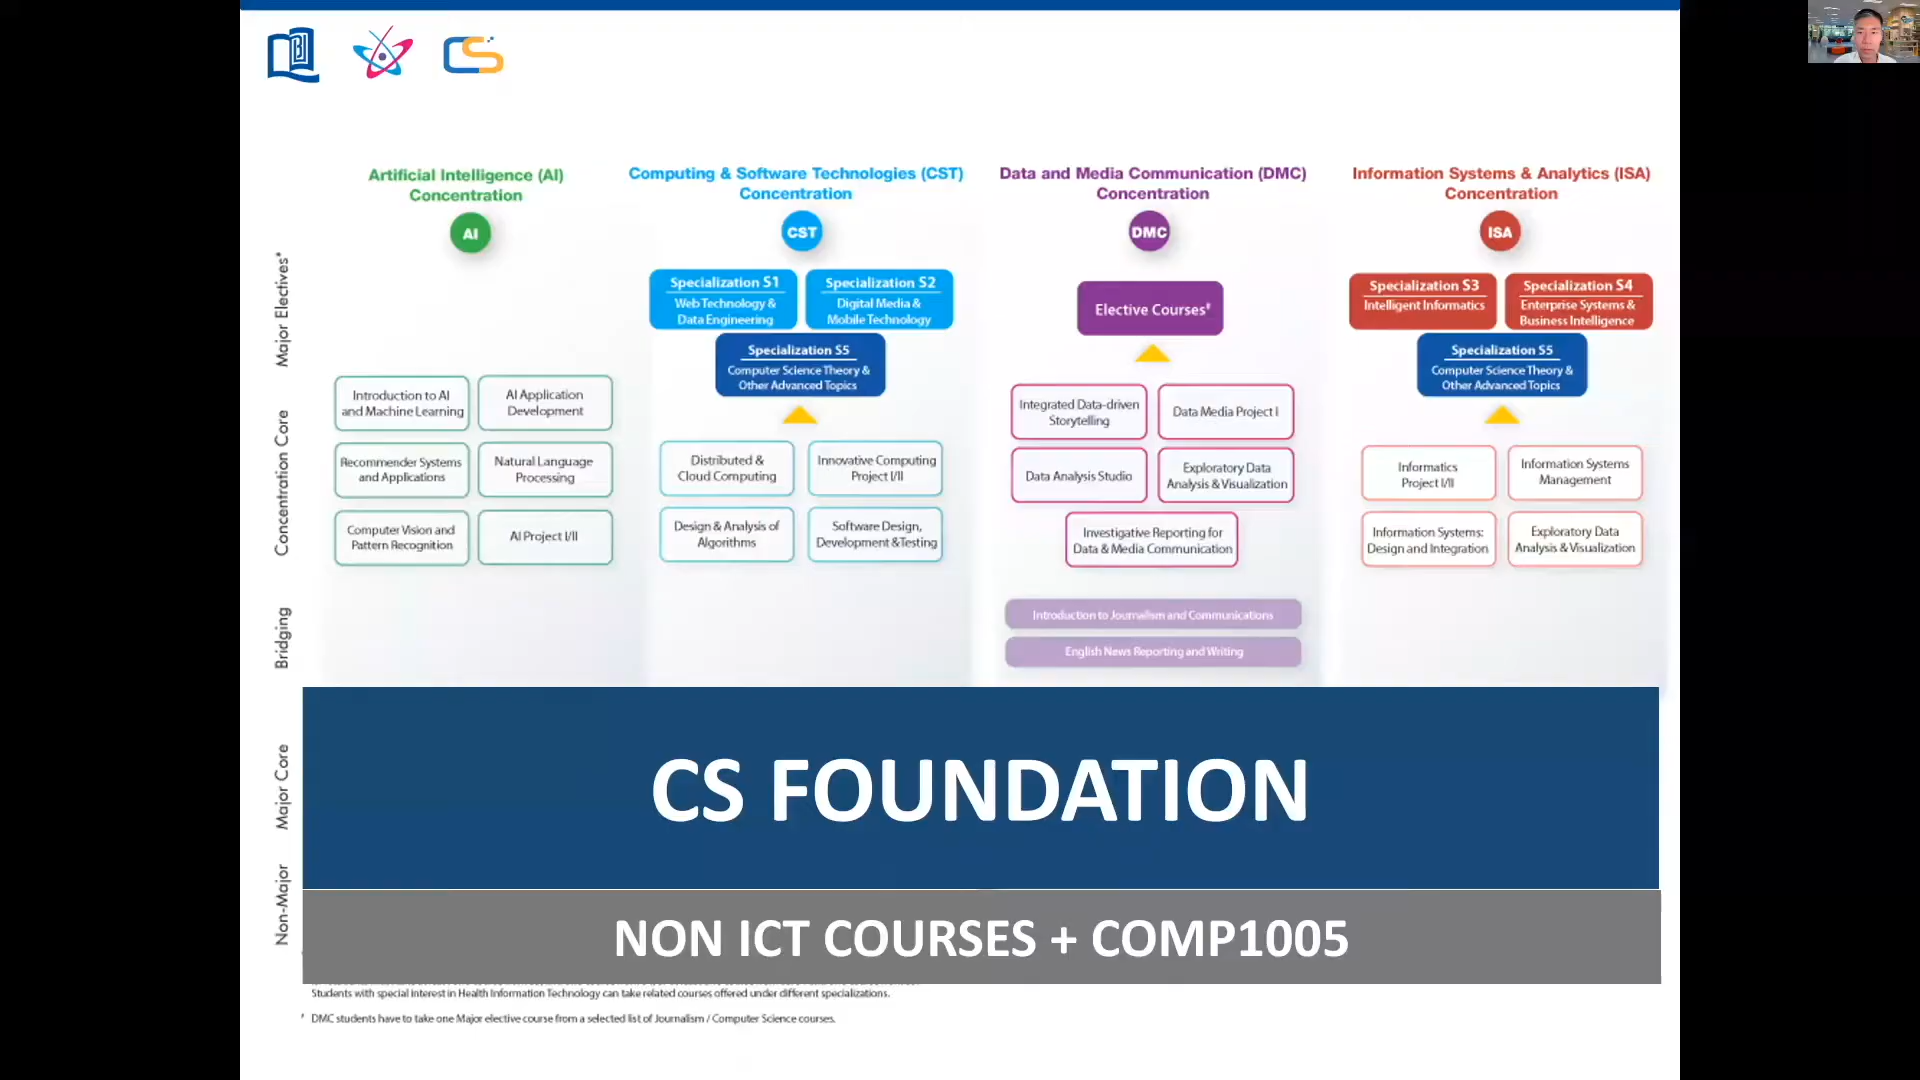 CS
Artificial Intelligence (AI)
Concentration
AI
Computing & Software Technologies (CST)
Concentration
CST
Data and Media Communication (DMC)
Concentration
DMC
Information Systems & Analytics (ISA)
Concentration
ISA
Major Electives*
Specialization S1
Web Technology &
Data Engineering
Specialization S2
Digital Media &
Mobile Technology
Specialization S5
Computer Science Theory &
Other Advanced Topics
Elective Courses#
Specialization S3
Intelligent Informatics
Specialization S4
Enterprise Systems &
Business Intelligence
Specialization S5
Computer Science Theory &
Other Advanced Topics
Concentration Core
Introduction to AI
and Machine Learning
AI Application
Development
Recommender Systems
and Applications
Natural Language
Processing
Computer Vision and
Pattern Recognition
AI Project I/II
Distributed &
Cloud Computing
Innovative Computing
Project I/II
Design & Analysis of
Algorithms
Software Design,
Development &Testing
Integrated Data-driven
Storytelling
Data Media Project I
Data Analysis Studio
Exploratory Data
Analysis & Visualization
Investigative Reporting for
Data & Media Communication
Informatics
Project I/II
Information Systems
Management
Information Systems:
Design and Integration
Exploratory Data
Analysis & Visualization
Bridging
Introduction to Journalism and Communications
English News Reporting and Writing
Major Core
CS FOUNDATION
Non-Major
NON ICT COURSES + COMP1005
Students with special interest in Health Information Technology can take related courses offered under different specializations.
DMC students have to take one Major elective course from a selected list of Journalism / Computer Science courses.